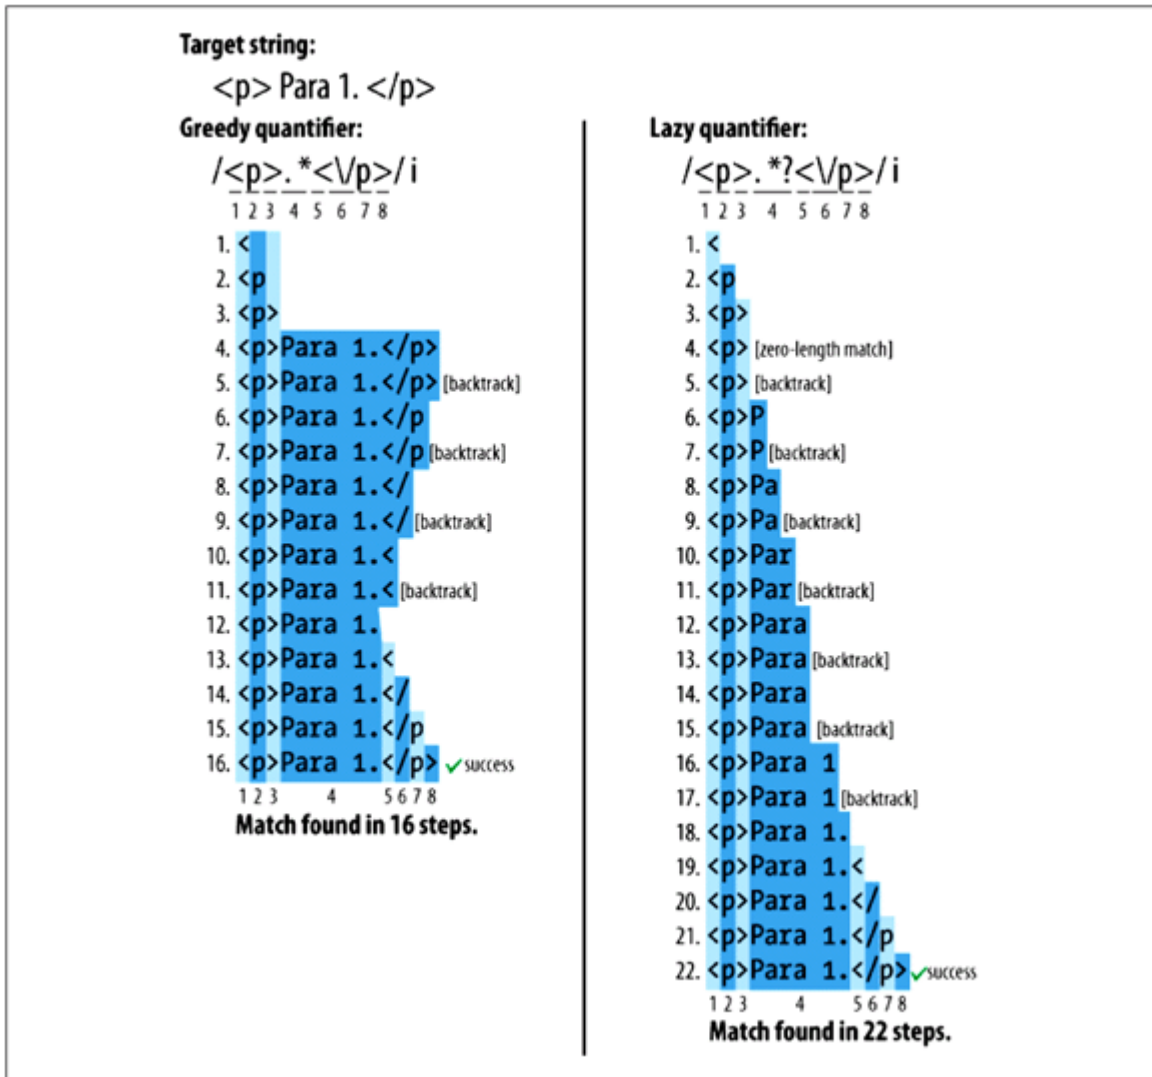 Target string:
<p> Para 1. </p>
Greedy quantifier:
/<p>. *<\/p>/ i
1 2 3 4 5 6 7 8
1. <
2. <p
3. <p>
4. <p>Para 1.</p>
5. <p>Para 1.</p> [backtrack]
6. <p>Para 1.</p
7. <p>Para 1.</p [backtrack]
8. <p>Para 1.</
9. <p>Para 1.</ [backtrack]
10. <p>Para 1.<
11. <p>Para 1.< [backtrack]
12. <p>Para 1.
13. <p>Para 1.<
14. <p>Para 1.</
15. <p>Para 1.</p
16. <p>Para 1.</p> ✓ success
1 2 3 4 5 6 7 8
Match found in 16 steps.
Lazy quantifier:
/<p>. *?<\/p>/ i
1 2 3 4 5 6 7 8
1. <
2. <p
3. <p>
4. <p> [zero-length match]
5. <p> [backtrack]
6. <p>P
7. <p>P [backtrack]
8. <p>Pa
9. <p>Pa [backtrack]
10. <p>Par
11. <p>Par [backtrack]
12. <p>Para
13. <p>Para [backtrack]
14. <p>Para
15. <p>Para [backtrack]
16. <p>Para 1
17. <p>Para 1 [backtrack]
18. <p>Para 1.
19. <p>Para 1.<
20. <p>Para 1.</
21. <p>Para 1.</p
22. <p>Para 1.</p> ✓ success
1 2 3 4 5 6 7 8
Match found in 22 steps.